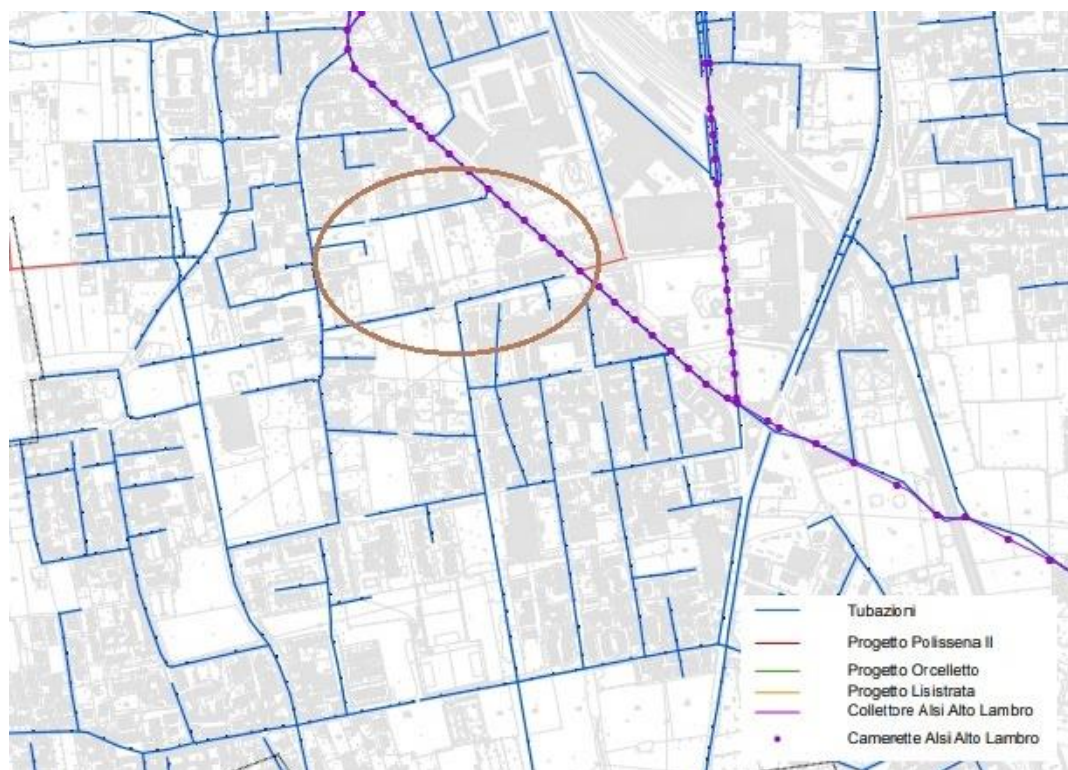 Tubazioni
Progetto Polissena II
Progetto Orcelletto
Progetto Lisistrata
Collettore Alsi Alto Lambro
Camerette Alsi Alto Lambro